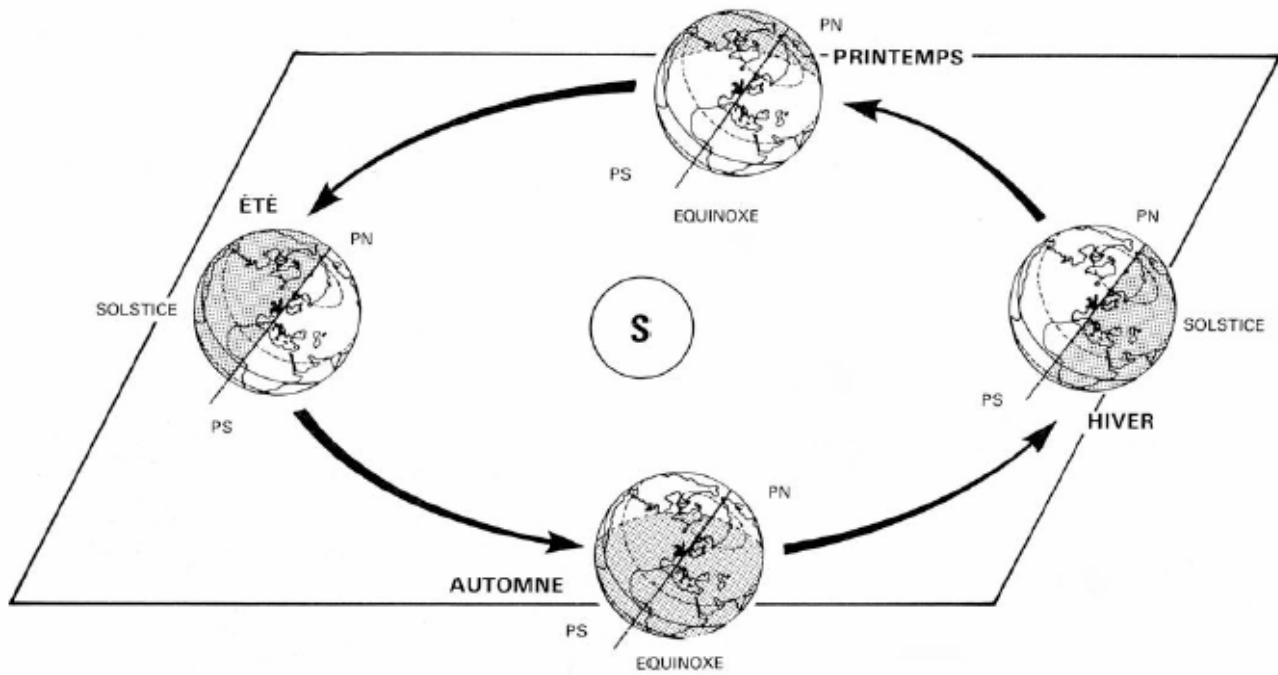 PN
PRINTEMPS
PS
EQUINOXE
ÉTÉ
PN
SOLSTICE
PS
S
PN
SOLSTICE
PS
HIVER
PN
AUTOMNE
PS
EQUINOXE